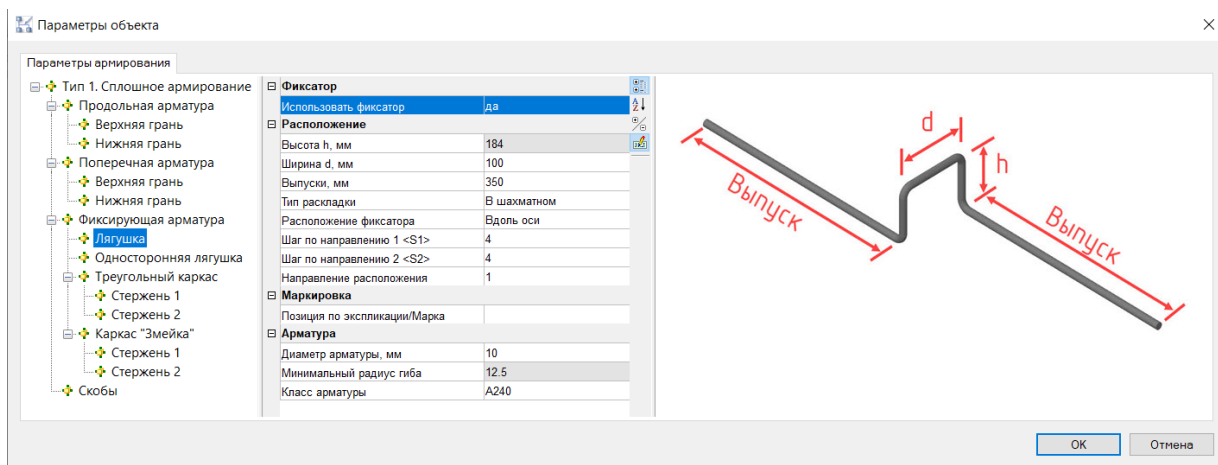 Параметры объекта
Параметры армирования
Тип 1. Сплошное армирование
Продольная арматура
Верхняя грань
Нижняя грань
Поперечная арматура
Верхняя грань
Нижняя грань
Фиксирующая арматура
Лягушка
Односторонняя лягушка
Треугольный каркас
Стержень 1
Стержень 2
Каркас "Змейка"
Стержень 1
Стержень 2
Скобы
Фиксатор
Использовать фиксатор да
Расположение
Высота h, мм 184
Ширина d, мм 100
Выпуски, мм 350
Тип раскладки В шахматном
Расположение фиксатора Вдоль оси
Шаг по направлению 1 <S1> 4
Шаг по направлению 2 <S2> 4
Направление расположения 1
Маркировка
Позиция по экспликации/Марка
Арматура
Диаметр арматуры, мм 10
Минимальный радиус гиба 12.5
Класс арматуры А240
d
h
Выпуск
Выпуск
ОК Отмена